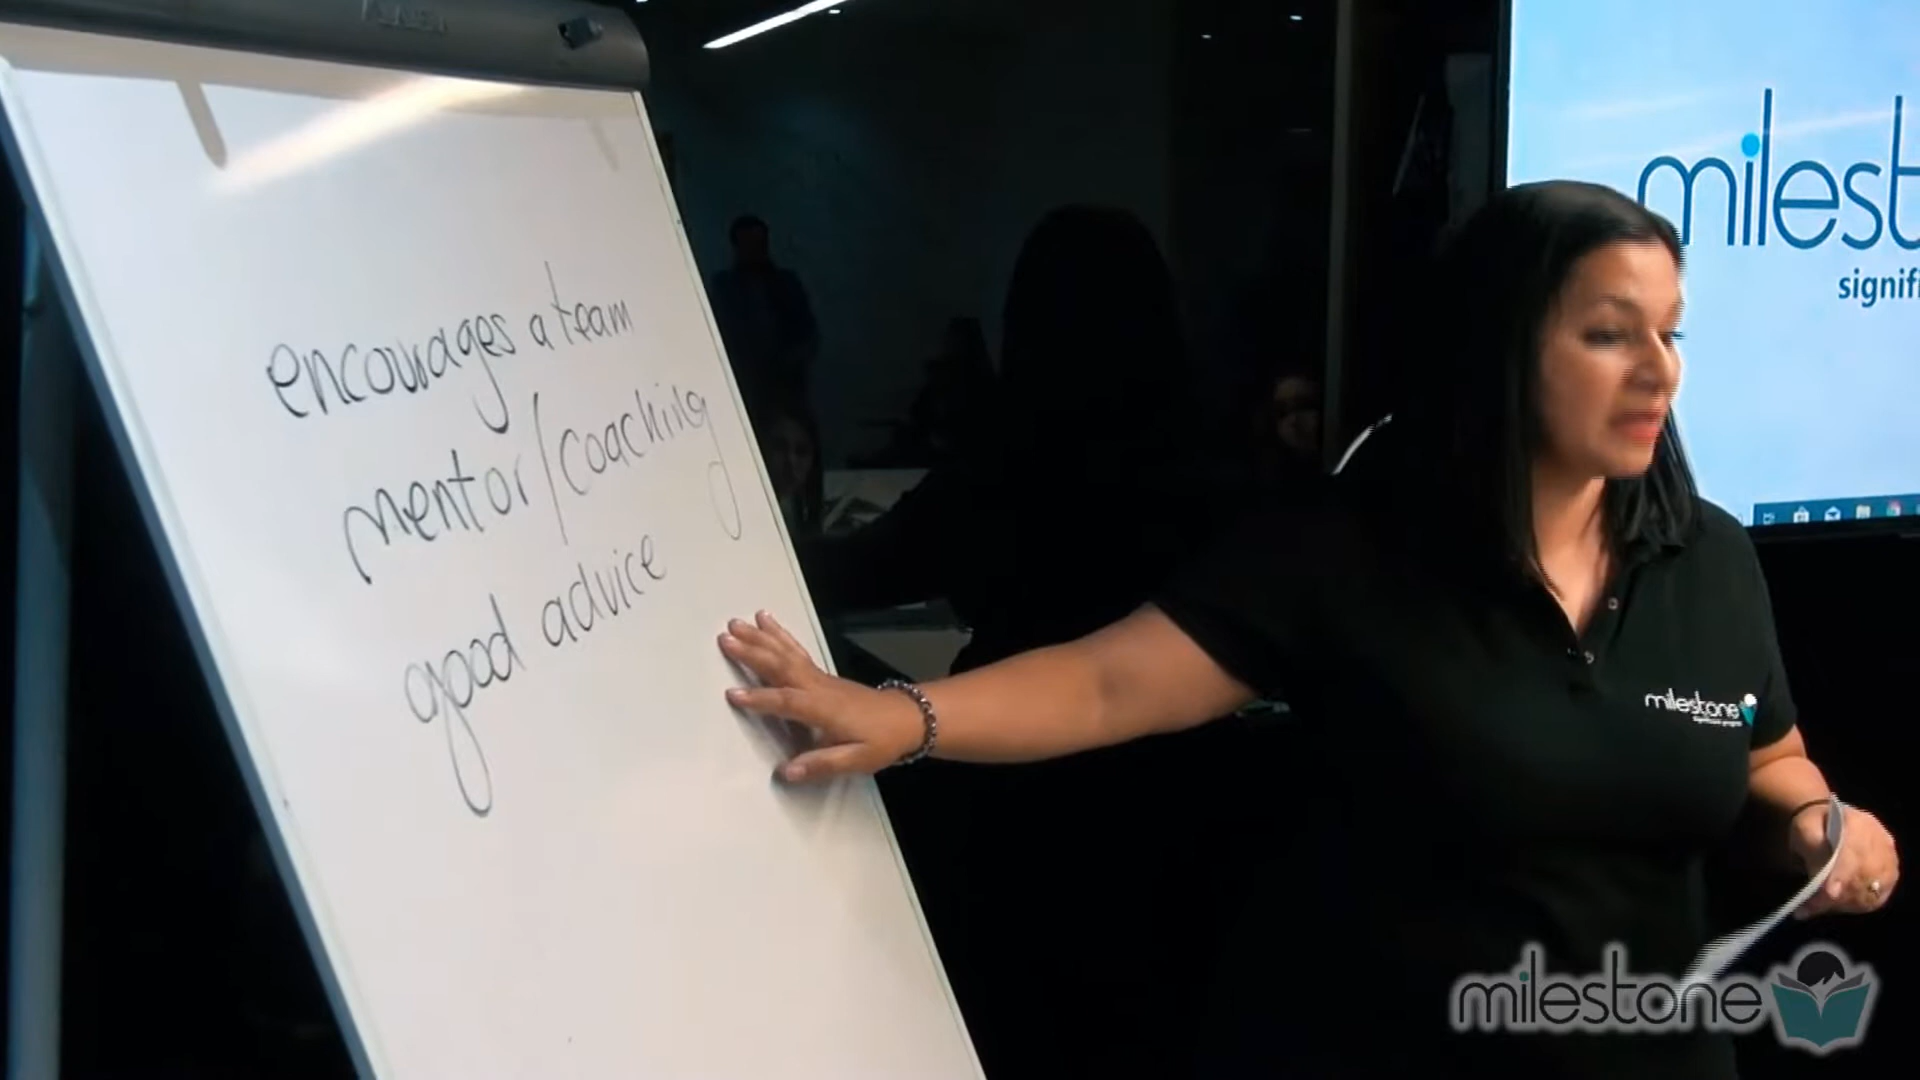 encourages a team
mentor/coaching
good advice
milest
signifi
milestone
milestone